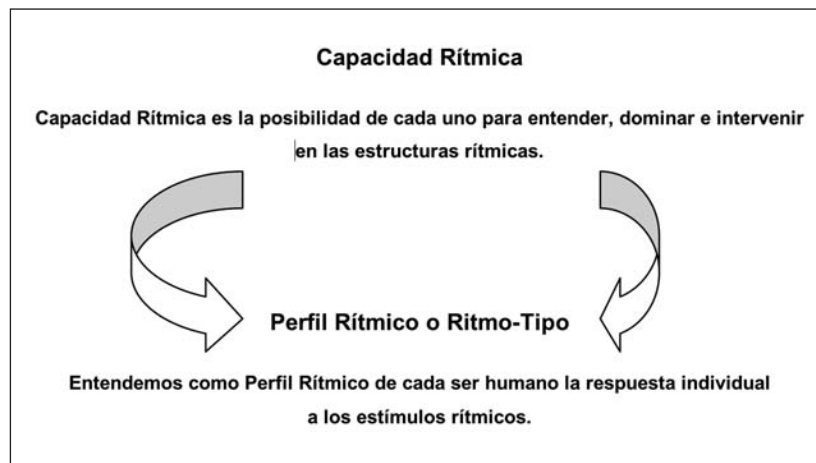 Capacidad Rítmica
Capacidad Rítmica es la posibilidad de cada uno para entender, dominar e intervenir
en las estructuras rítmicas.
Perfil Rítmico o Ritmo-Tipo
Entendemos como Perfil Rítmico de cada ser humano la respuesta individual
a los estímulos rítmicos.